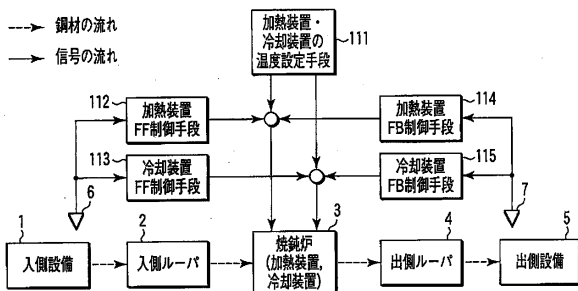 鋼材の流れ
信号の流れ
加熱装置・
冷却装置の
温度設定手段
111
112
加熱装置
FF制御手段
114
加熱装置
FB制御手段
113
冷却装置
FF制御手段
115
冷却装置
FB制御手段
6
7
1
入側設備
2
入側ルーパ
3
焼鈍炉
(加熱装置,
冷却装置)
4
出側ルーパ
5
出側設備